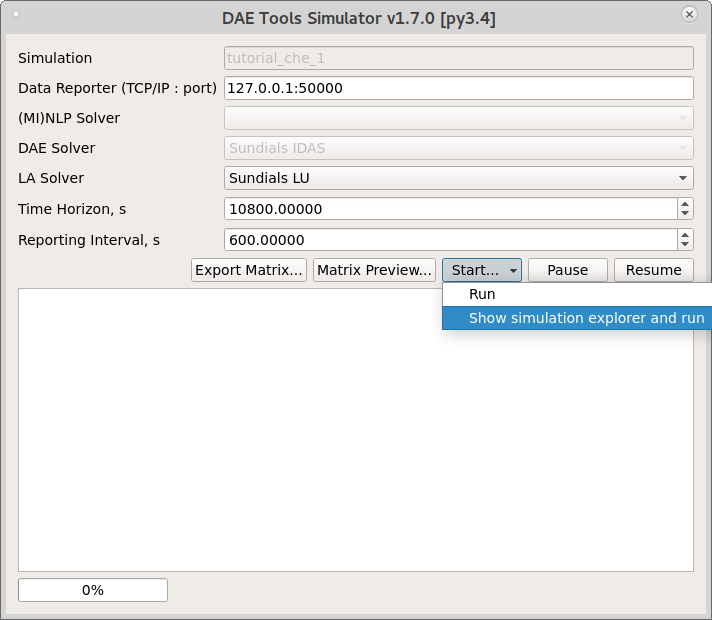 DAE Tools Simulator v1.7.0 [py3.4]
Simulation tutorial_che_1
Data Reporter (TCP/IP : port) 127.0.0.1:50000
(MI)NLP Solver
DAE Solver Sundials IDAS
LA Solver Sundials LU
Time Horizon, s 10800.00000
Reporting Interval, s 600.00000
Export Matrix... Matrix Preview... Start... Pause Resume
Run
Show simulation explorer and run
0%